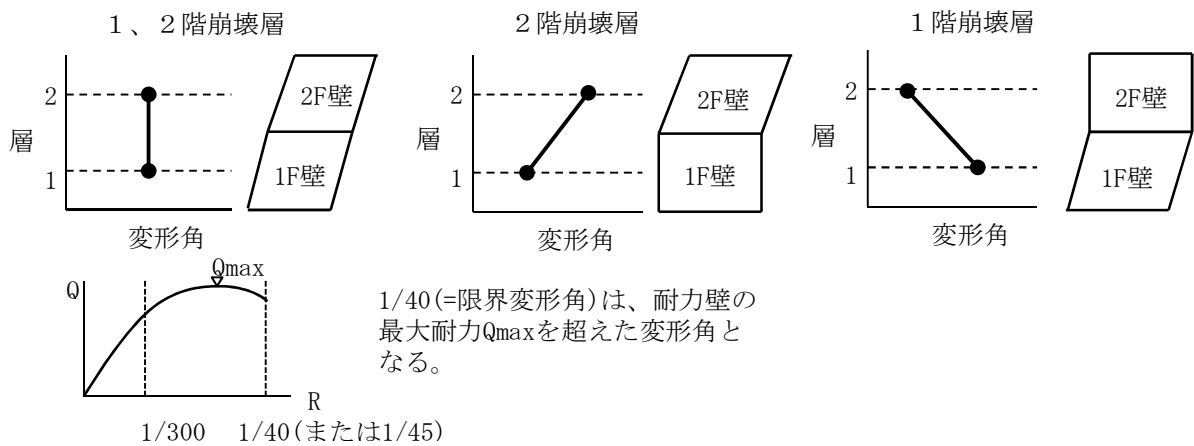 １、２階崩壊層
2
層
1
2F壁
1F壁
変形角
２階崩壊層
2
層
1
2F壁
1F壁
変形角
１階崩壊層
2
層
1
2F壁
1F壁
変形角
Qmax
Q
R
1/300
1/40(または1/45)
1/40(=限界変形角)は、耐力壁の
最大耐力Qmaxを超えた変形角と
なる。